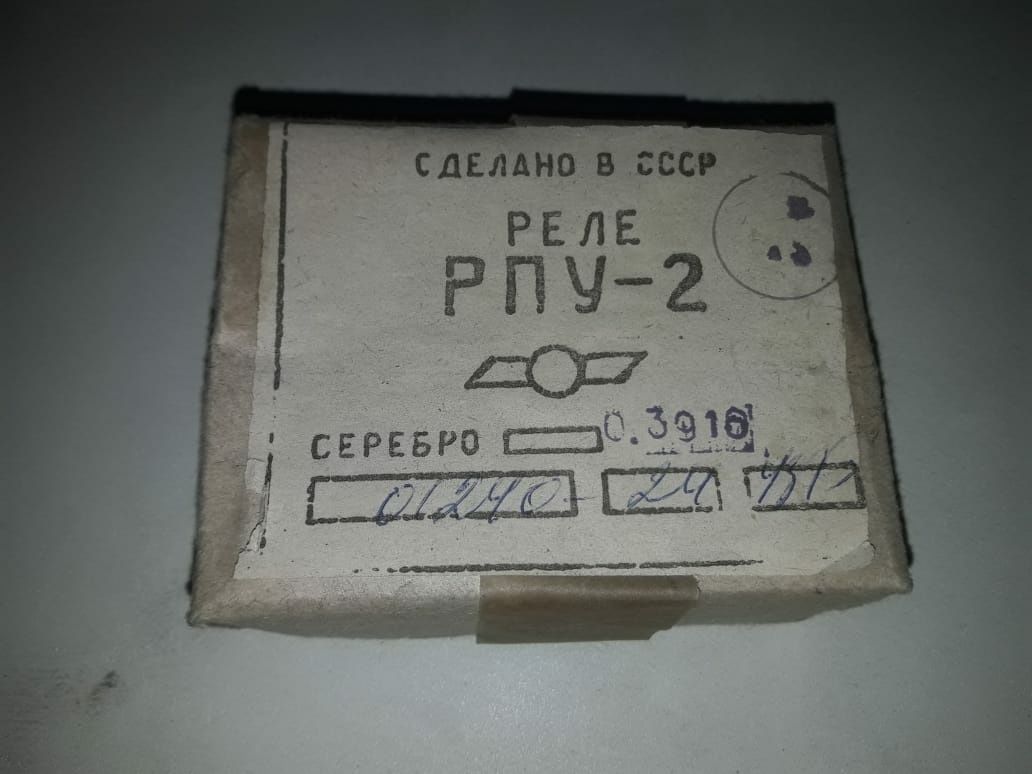 СДЕЛАНО В СССР
РЕЛЕ
РПУ-2
СЕРЕБРО 0.3916
01240- 24